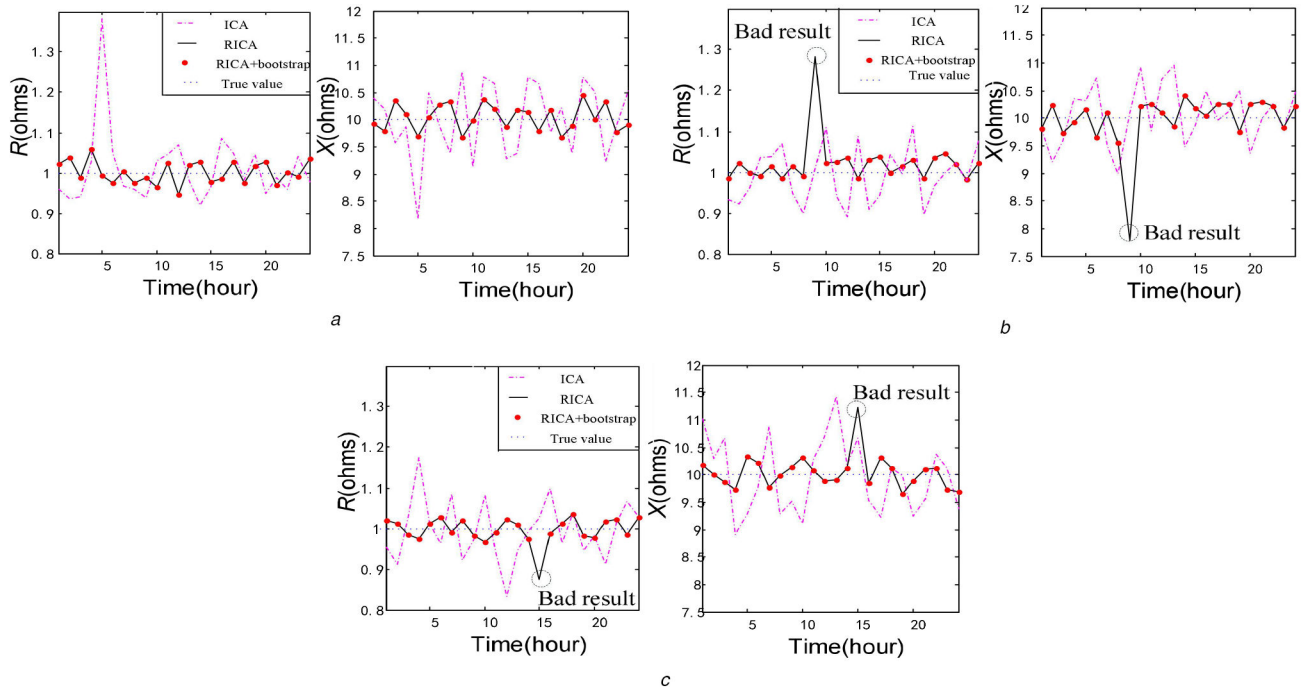 ICA
RICA
RICA+bootstrap
True value
R(ohms)
1.3
1.2
1.1
1
0.9
0.8
5
10
15
20
Time(hour)
X(ohms)
12
11.5
11
10.5
10
9.5
9
8.5
8
7.5
5
10
15
20
Time(hour)
a
Bad result
ICA
RICA
RICA+bootstrap
True value
R(ohms)
1.3
1.2
1.1
1
0.9
0.8
5
10
15
20
Time(hour)
X(ohms)
12
11.5
11
10.5
10
9.5
9
8.5
8
7.5
Bad result
5
10
15
20
Time(hour)
b
ICA
RICA
RICA+bootstrap
True value
R(ohms)
1. 3
1. 2
1. 1
1
0. 9
0. 8
Bad result
5
10
15
20
Time(hour)
X(ohms)
12
11.5
11
10.5
10
9.5
9
8.5
8
7.5
Bad result
5
10
15
20
Time(hour)
c